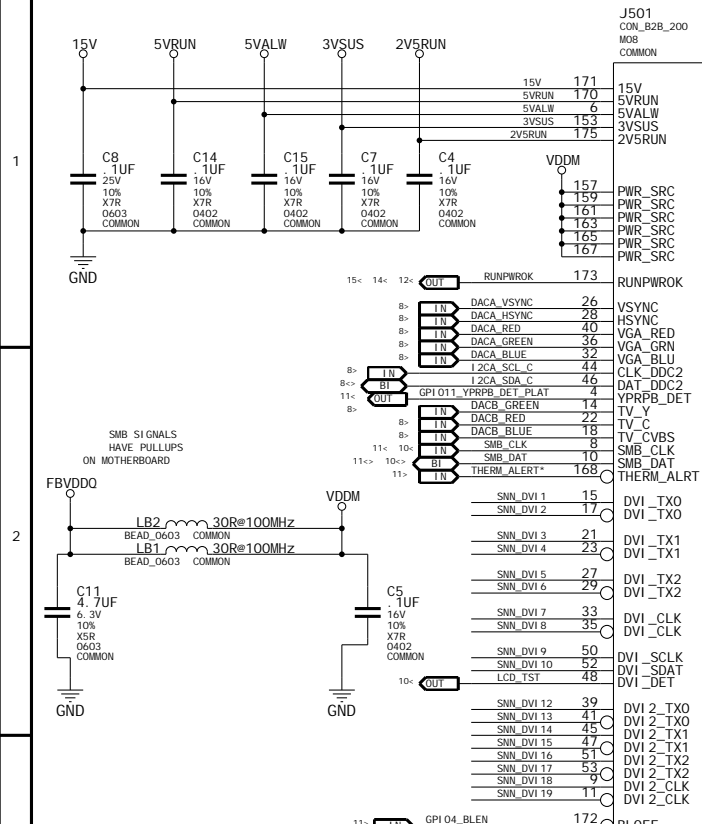 J501
CON_B2B_200
M08
COMMON
15V 5VRUN 5VALW 3VSUS 2V5RUN
15V 171 15V
5VRUN 170 5VRUN
5VALW 6 5VALW
3VSUS 153 3VSUS
2V5RUN 175 2V5RUN
1
C8 C14 C15 C7 C4
.1UF .1UF .1UF .1UF .1UF
25V 16V 16V 16V 16V
10% 10% 10% 10% 10%
X7R X7R X7R X7R X7R
0603 0402 0402 0402 0402
COMMON COMMON COMMON COMMON COMMON
GND
VDDM
157 PWR_SRC
159 PWR_SRC
161 PWR_SRC
163 PWR_SRC
165 PWR_SRC
167 PWR_SRC
15< 14< 12< OUT RUNPWROK 173 RUNPWROK
8> IN DACA_VSYNC 26 VSYNC
8> IN DACA_HSYNC 28 HSYNC
8> IN DACA_RED 40 VGA_RED
8> IN DACA_GREEN 36 VGA_GRN
8> IN DACA_BLUE 32 VGA_BLU
8> IN I2CA_SCL_C 44 CLK_DDC2
8<> BI I2CA_SDA_C 46 DAT_DDC2
11< OUT GPIO11_YPRPB_DET_PLAT 4 YPRPB_DET
8> IN DACB_GREEN 14 TV_Y
8> IN DACB_RED 22 TV_C
8> IN DACB_BLUE 18 TV_CVBS
11< 10< IN SMB_CLK 8 SMB_CLK
11<> 10<> BI SMB_DAT 10 SMB_DAT
11> IN THERM_ALERT* 168 THERM_ALRT
SMB SIGNALS
HAVE PULLUPS
ON MOTHERBOARD
2
FBVDDQ
VDDM
LB2 30R@100MHz
BEAD_0603 COMMON
LB1 30R@100MHz
BEAD_0603 COMMON
C11
4.7UF
6.3V
10%
X5R
0603
COMMON
GND
C5
.1UF
16V
10%
X7R
0402
COMMON
GND
SNN_DVI1 15 DVI_TX0
SNN_DVI2 17 DVI_TX0
SNN_DVI3 21 DVI_TX1
SNN_DVI4 23 DVI_TX1
SNN_DVI5 27 DVI_TX2
SNN_DVI6 29 DVI_TX2
SNN_DVI7 33 DVI_CLK
SNN_DVI8 35 DVI_CLK
SNN_DVI9 50 DVI_SCLK
SNN_DVI10 52 DVI_SDAT
10< OUT LCD_TST 48 DVI_DET
SNN_DVI12 39 DVI2_TX0
SNN_DVI13 41 DVI2_TX0
SNN_DVI14 45 DVI2_TX1
SNN_DVI15 47 DVI2_TX1
SNN_DVI16 51 DVI2_TX2
SNN_DVI17 53 DVI2_TX2
SNN_DVI18 9 DVI2_CLK
SNN_DVI19 11 DVI2_CLK
11> IN GPIO4_BLEN 172